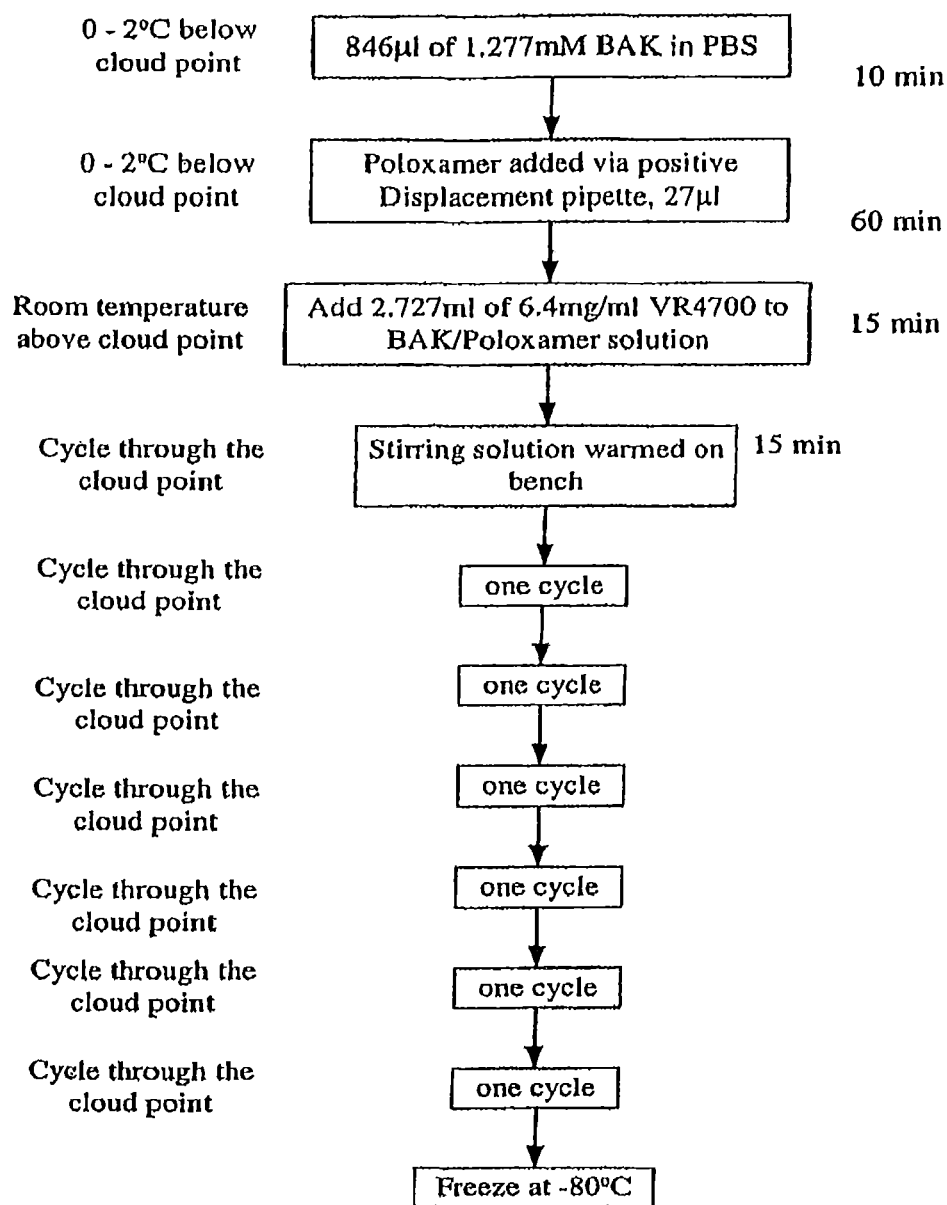 0 - 2ºC below
cloud point
846µl of 1.277mM BAK in PBS
10 min
0 - 2ºC below
cloud point
Poloxamer added via positive
Displacement pipette, 27µl
60 min
Room temperature
above cloud point
Add 2.727ml of 6.4mg/ml VR4700 to
BAK/Poloxamer solution
15 min
Cycle through the
cloud point
Stirring solution warmed on
bench
15 min
Cycle through the
cloud point
one cycle
Cycle through the
cloud point
one cycle
Cycle through the
cloud point
one cycle
Cycle through the
cloud point
one cycle
Cycle through the
cloud point
one cycle
Cycle through the
cloud point
one cycle
Freeze at -80ºC